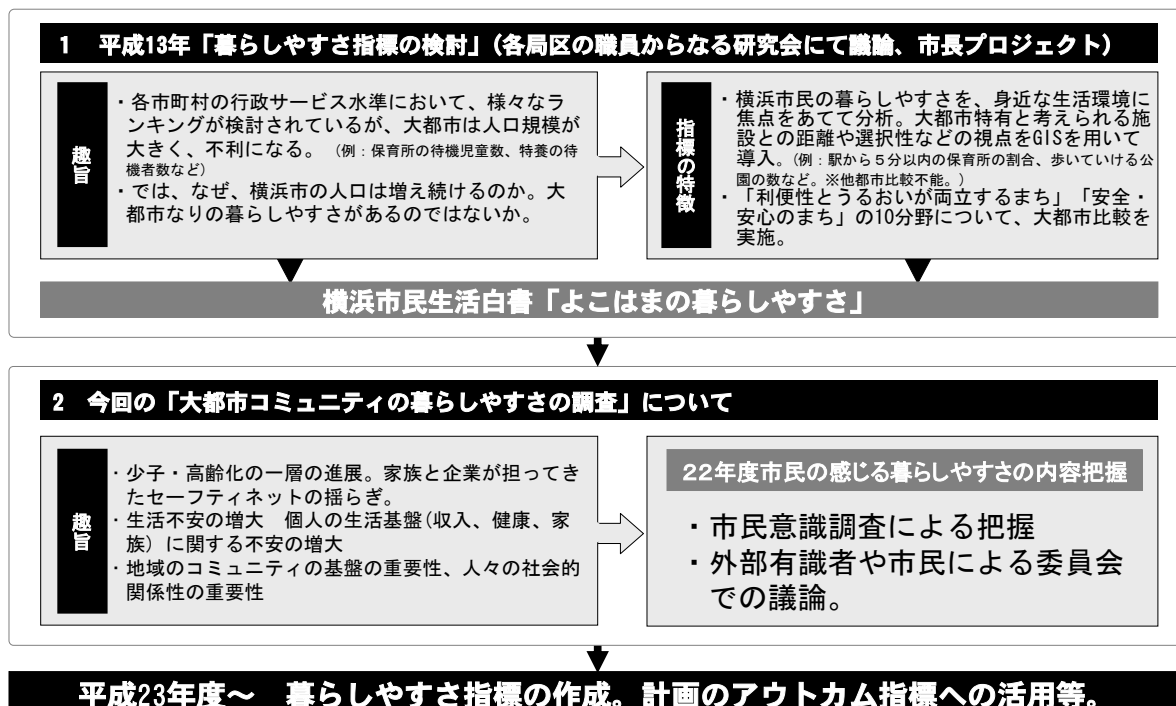 1 平成13年「暮らしやすさ指標の検討」(各局区の職員からなる研究会にて議論、市長プロジェクト)
趣旨
・各市町村の行政サービス水準において、様々なラ
ンキングが検討されているが、大都市は人口規模が
大きく、不利になる。(例:保育所の待機児童数、特養の待
機者数など)
・では、なぜ、横浜市の人口は増え続けるのか。大
都市なりの暮らしやすさがあるのではないか。
指標の特徴
・横浜市民の暮らしやすさを、身近な生活環境に
焦点をあてて分析。大都市特有と考えられる施
設との距離や選択性などの視点をGISを用いて
導入。(例:駅から5分以内の保育所の割合、歩いていける公
園の数など。※他都市比較不能。)
・「利便性とうるおいが両立するまち」「安全・
安心のまち」の10分野について、大都市比較を
実施。
横浜市民生活白書「よこはまの暮らしやすさ」
2 今回の「大都市コミュニティの暮らしやすさの調査」について
趣旨
・少子・高齢化の一層の進展。家族と企業が担ってき
たセーフティネットの揺らぎ。
・生活不安の増大 個人の生活基盤(収入、健康、家
族)に関する不安の増大
・地域のコミュニティの基盤の重要性、人々の社会的
関係性の重要性
22年度市民の感じる暮らしやすさの内容把握
・市民意識調査による把握
・外部有識者や市民による委員会
での議論。
平成23年度~ 暮らしやすさ指標の作成。計画のアウトカム指標への活用等。